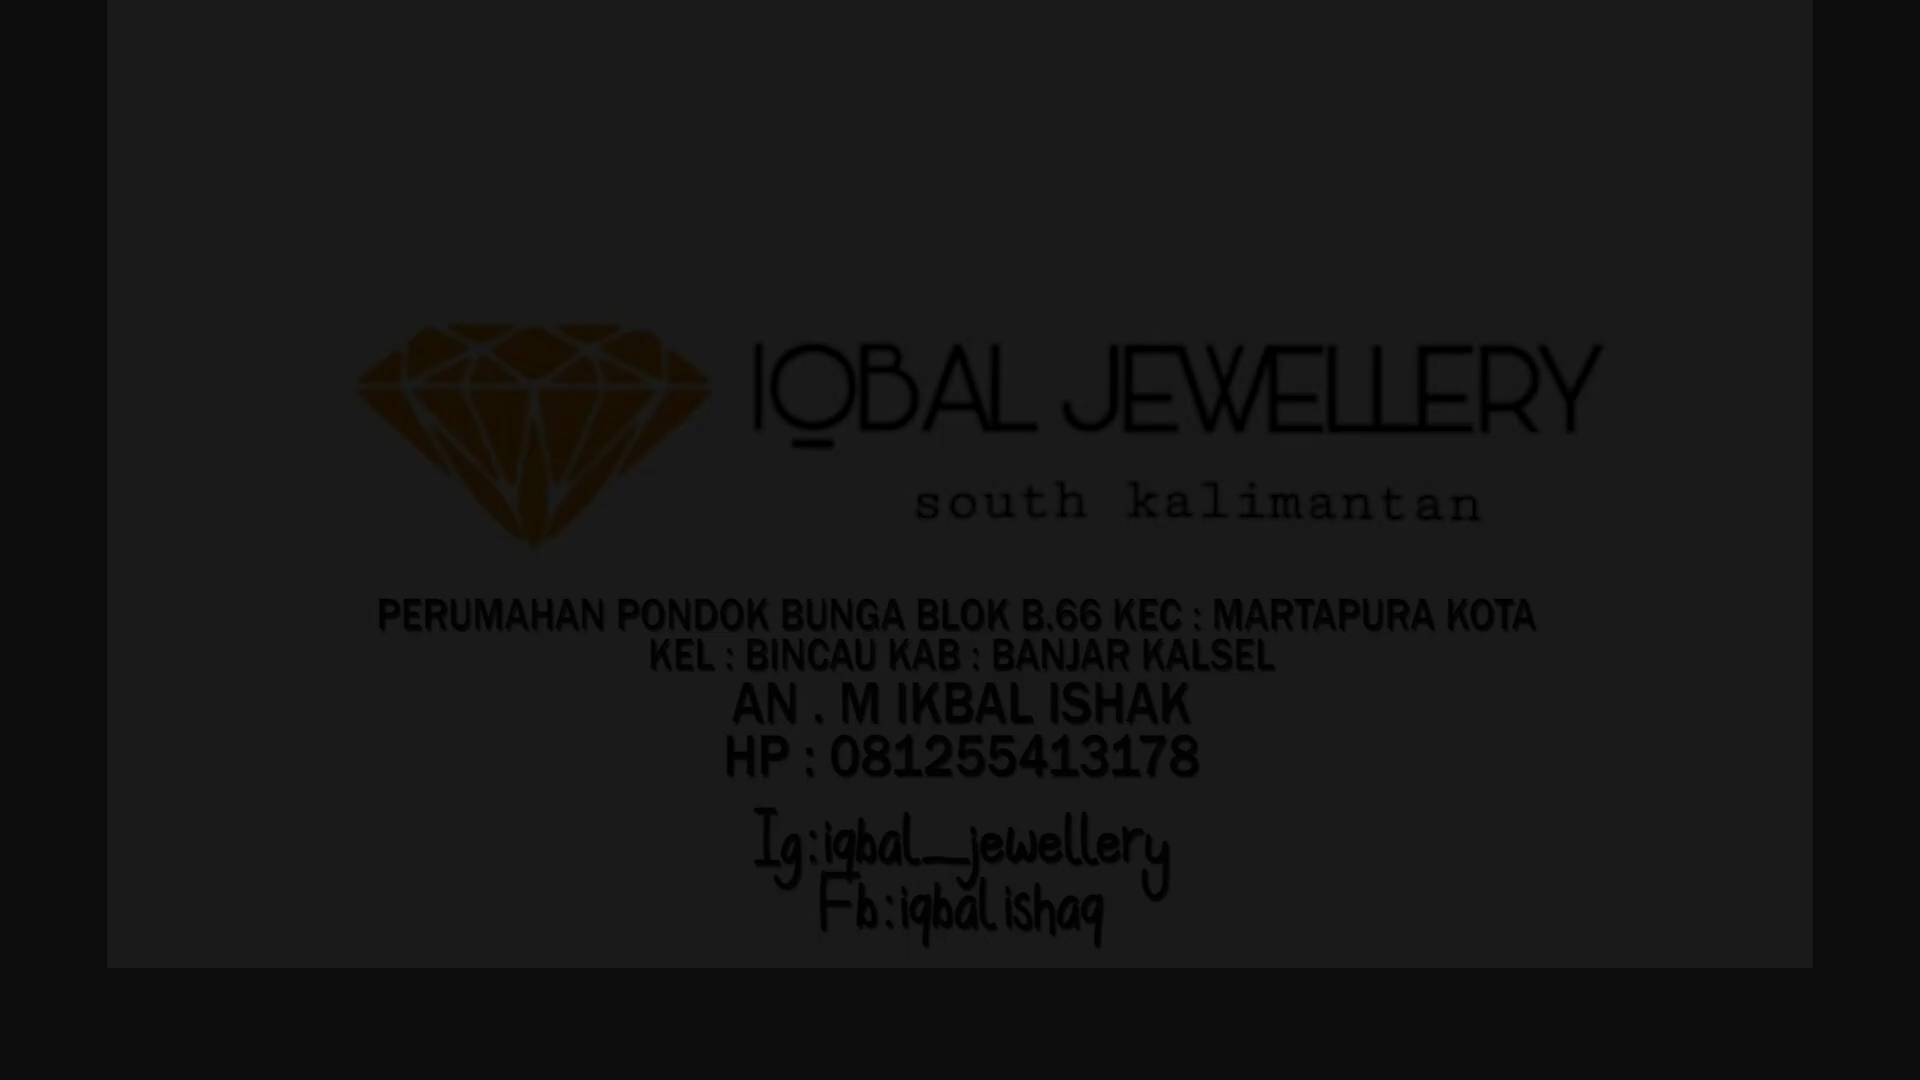 IQBAL JEWELLERY
south kalimantan
PERUMAHAN PONDOK BUNGA BLOK B.66 KEC : MARTAPURA KOTA
KEL : BINCAU KAB : BANJAR KALSEL
AN . M IKBAL ISHAK
HP : 081255413178
Ig:iqbal_jewellery
Fb:iqbal ishaq